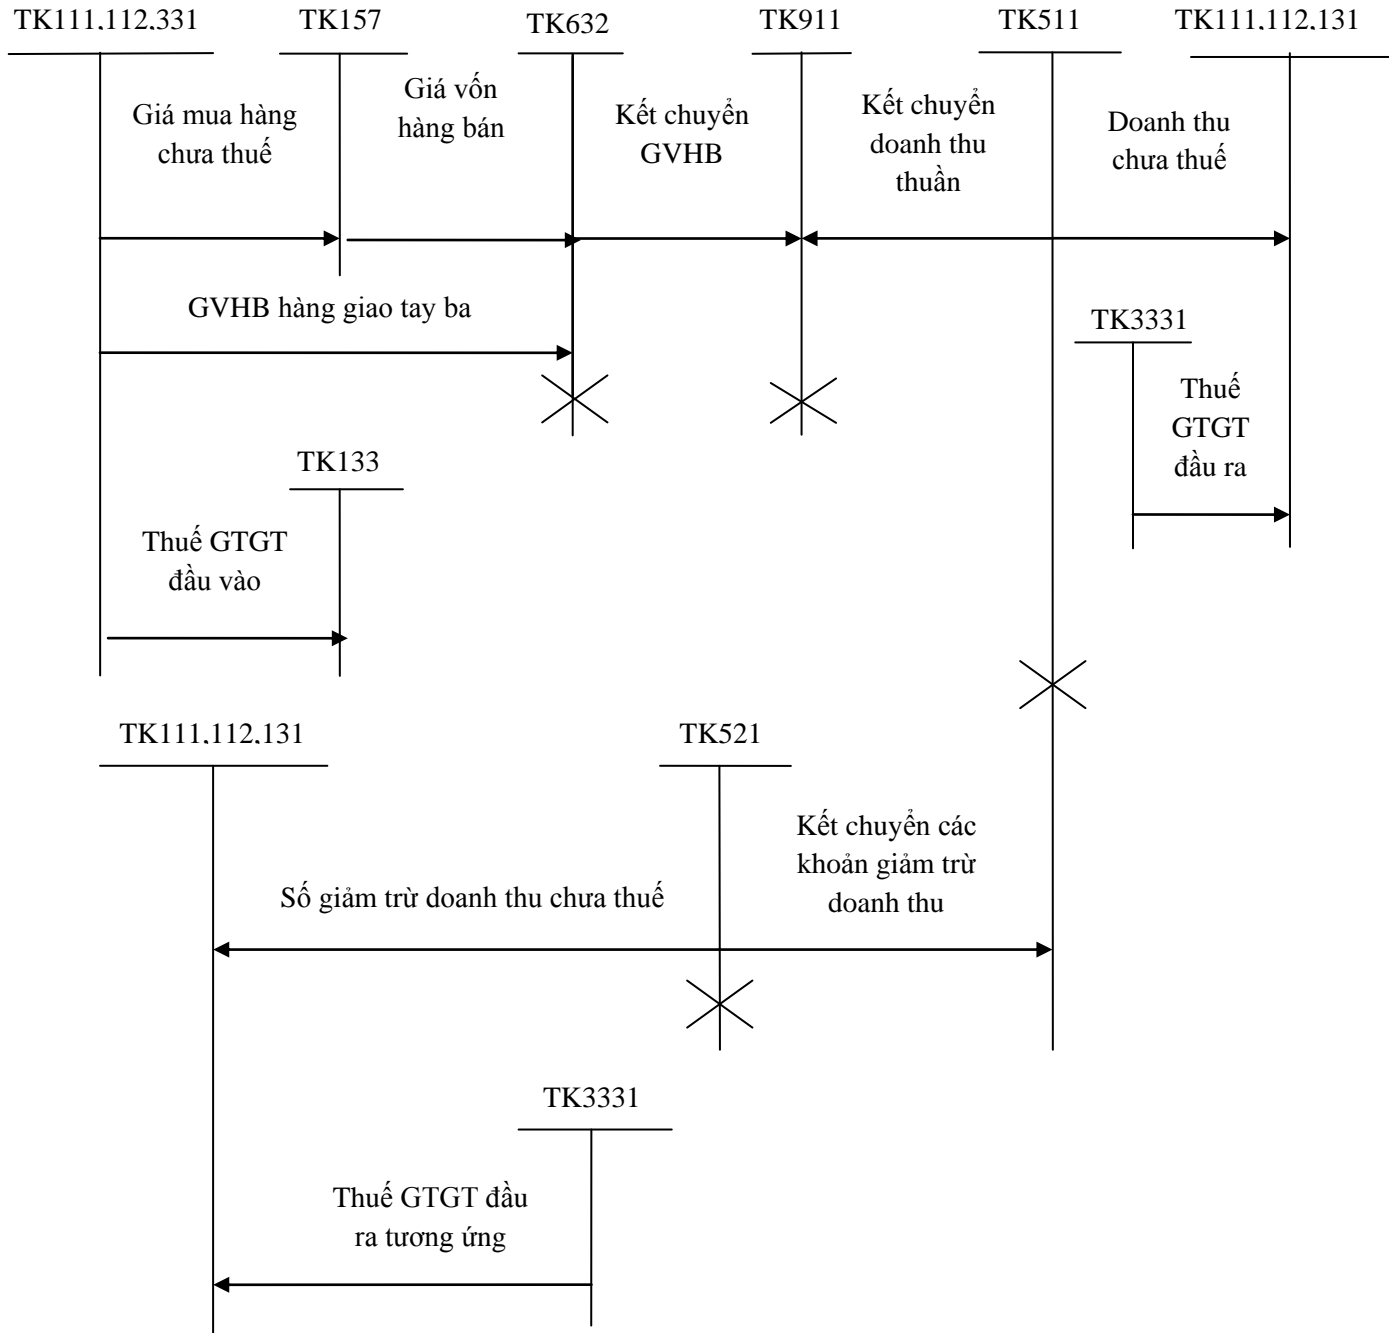 TK111,112,331
TK157
TK632
TK911
TK511
TK111,112,131
Giá mua hàng
chưa thuế
Giá vốn
hàng bán
Kết chuyển
GVHB
Kết chuyển
doanh thu
thuần
Doanh thu
chưa thuế
GVHB hàng giao tay ba
TK3331
Thuế
GTGT
đầu ra
TK133
Thuế GTGT
đầu vào
TK111,112,131
TK521
Số giảm trừ doanh thu chưa thuế
Kết chuyển các
khoản giảm trừ
doanh thu
TK3331
Thuế GTGT đầu
ra tương ứng